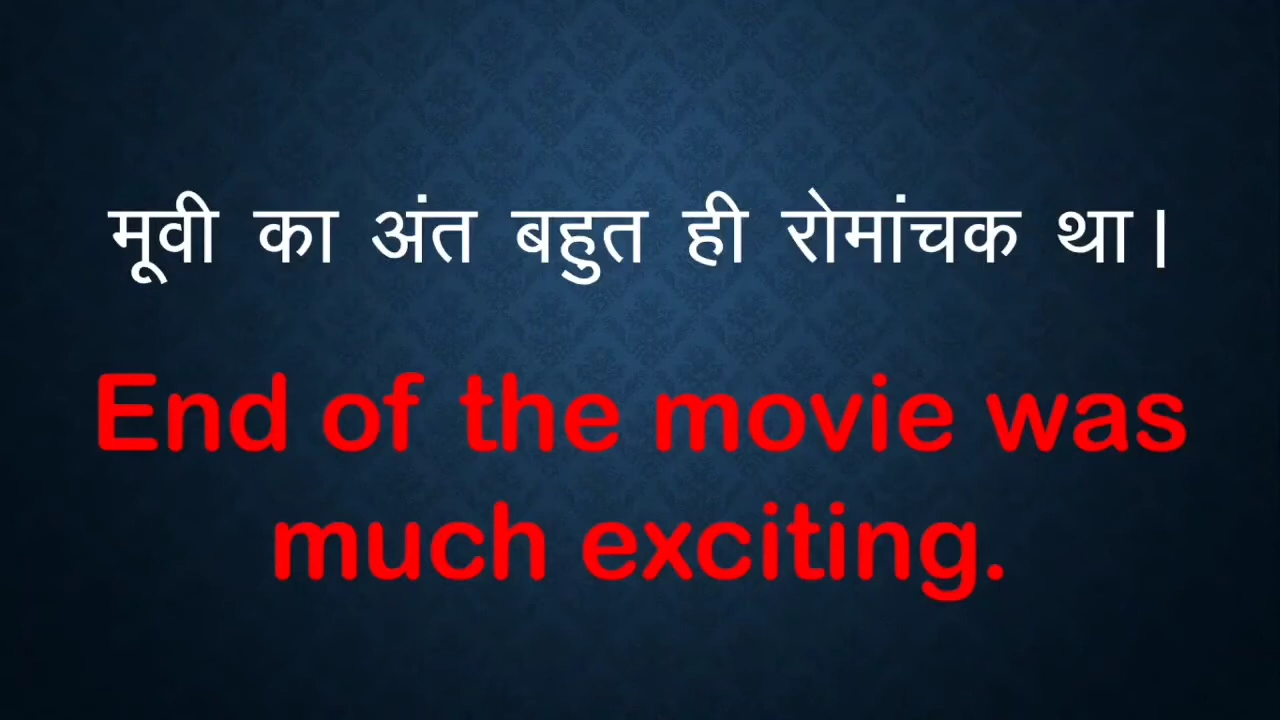 मूवी का अंत बहुत ही रोमांचक था।
End of the movie was
much exciting.